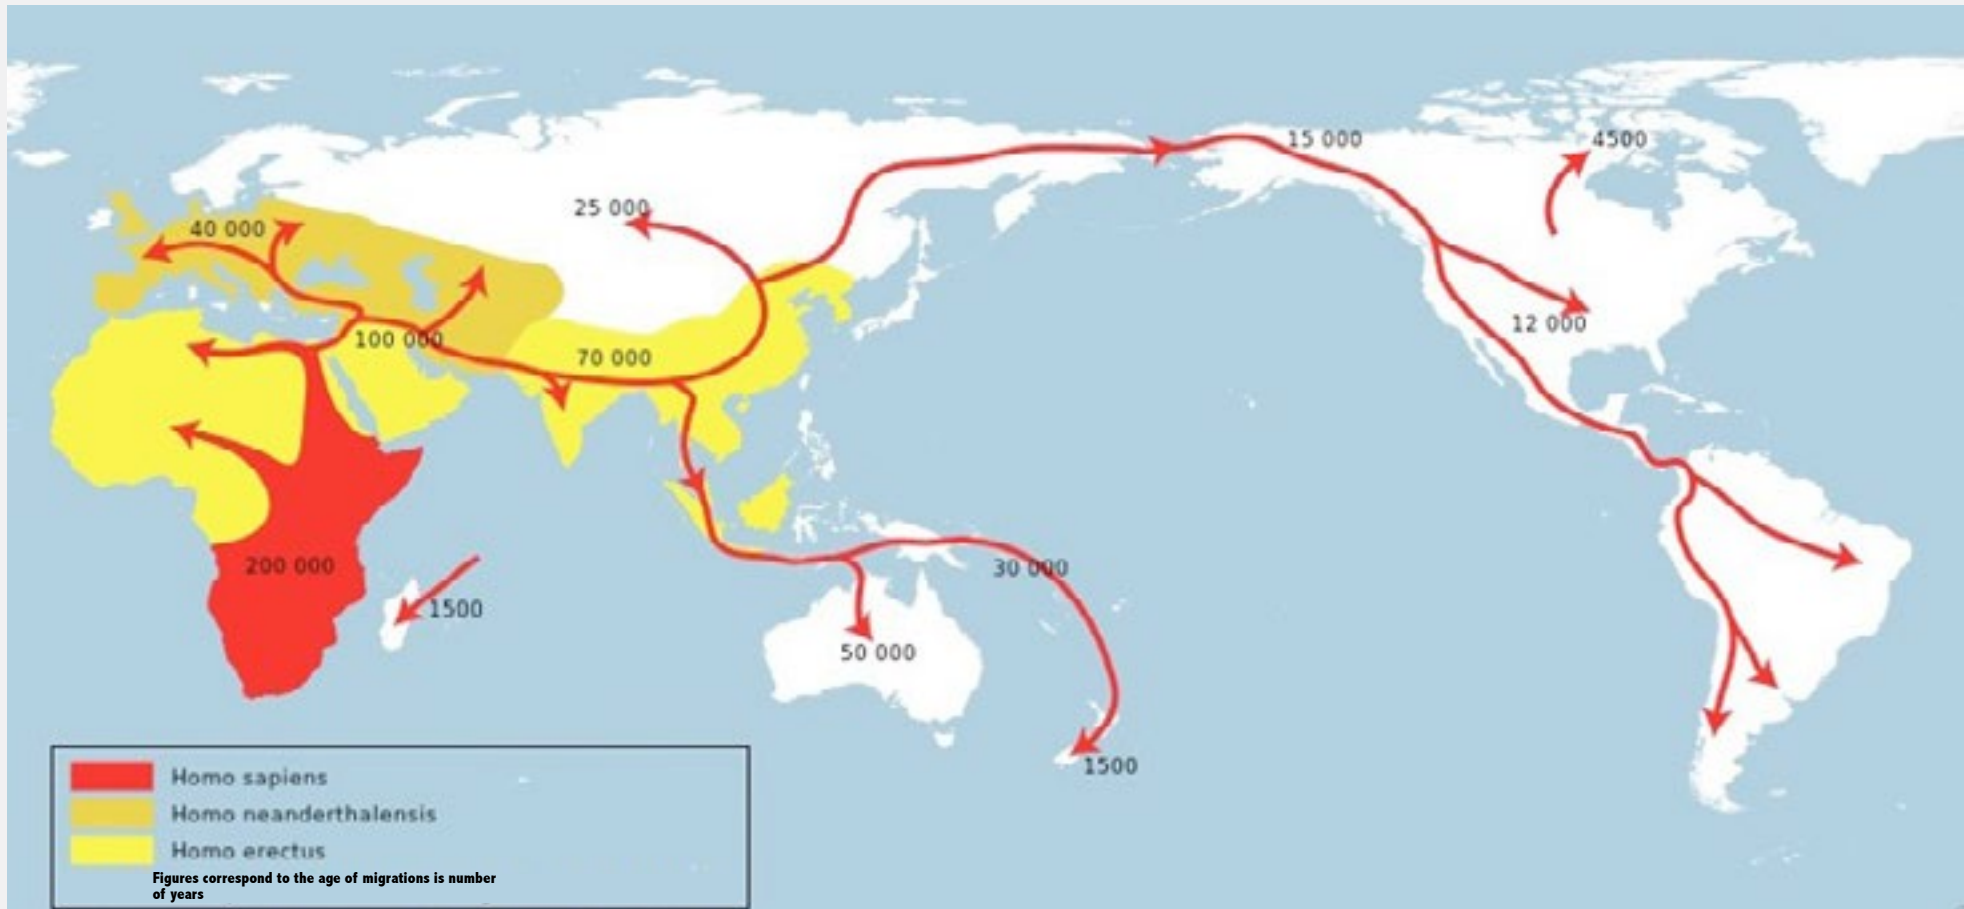 15 000
4500
25 000
40 000
12 000
100 000
70 000
200 000
30 000
1500
50 000
1500
Homo sapiens
Homo neanderthalensis
Homo erectus
Figures correspond to the age of migrations is number
of years